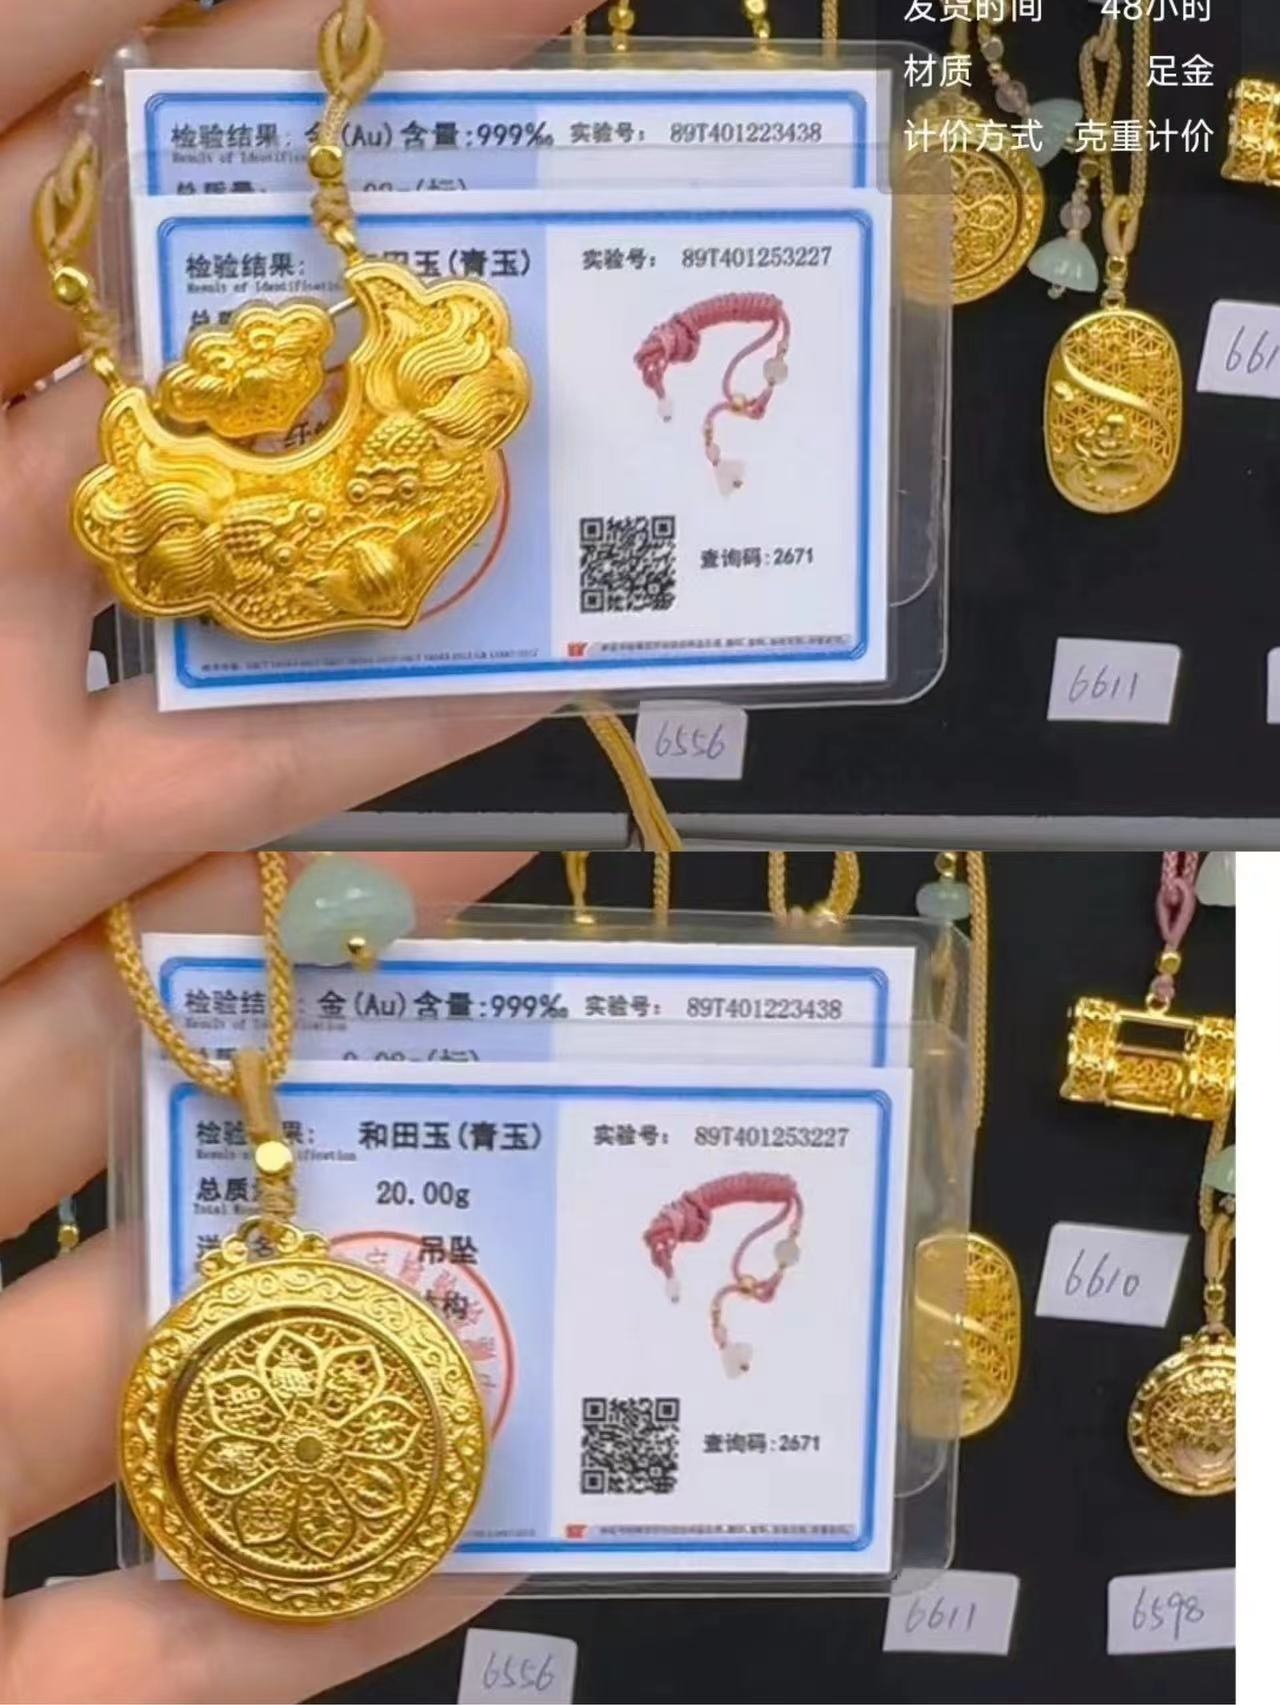 发货时间 48小时
材质 足金
计价方式 克重计价
检验结果: 金(Au)含量:999‰ 实验号: 89T401223438
检验结果: 和田玉(青玉) 实验号: 89T401253227
查询码:2671
661
6611
6556
检验结 : 金(Au)含量:999‰ 实验号: 89T401223438
检验 果: 和田玉(青玉) 实验号: 89T401253227
总质 20.00g
吊坠
查询码:2671
6610
6611
6598
6556